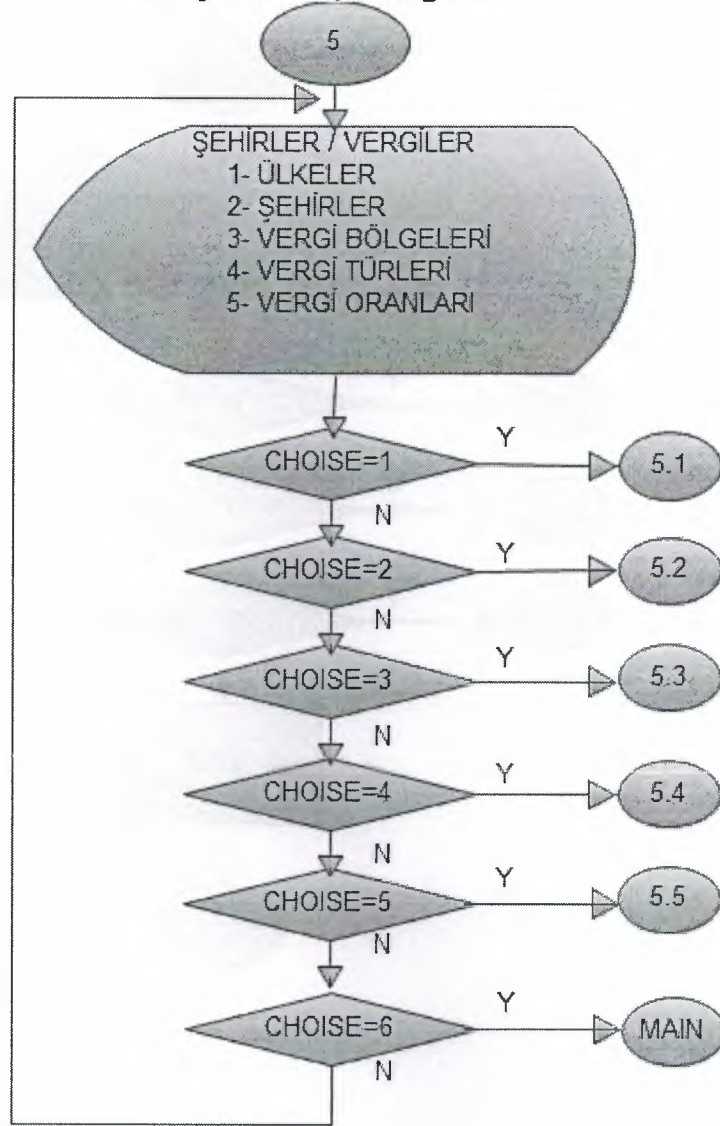 5
ŞEHİRLER / VERGİLER
1- ÜLKELER
2- ŞEHİRLER
3- VERGİ BÖLGELERİ
4- VERGİ TÜRLERİ
5- VERGİ ORANLARI
CHOISE=1
Y
5.1
N
CHOISE=2
Y
5.2
N
CHOISE=3
Y
5.3
N
CHOISE=4
Y
5.4
N
CHOISE=5
Y
5.5
N
CHOISE=6
Y
MAIN
N